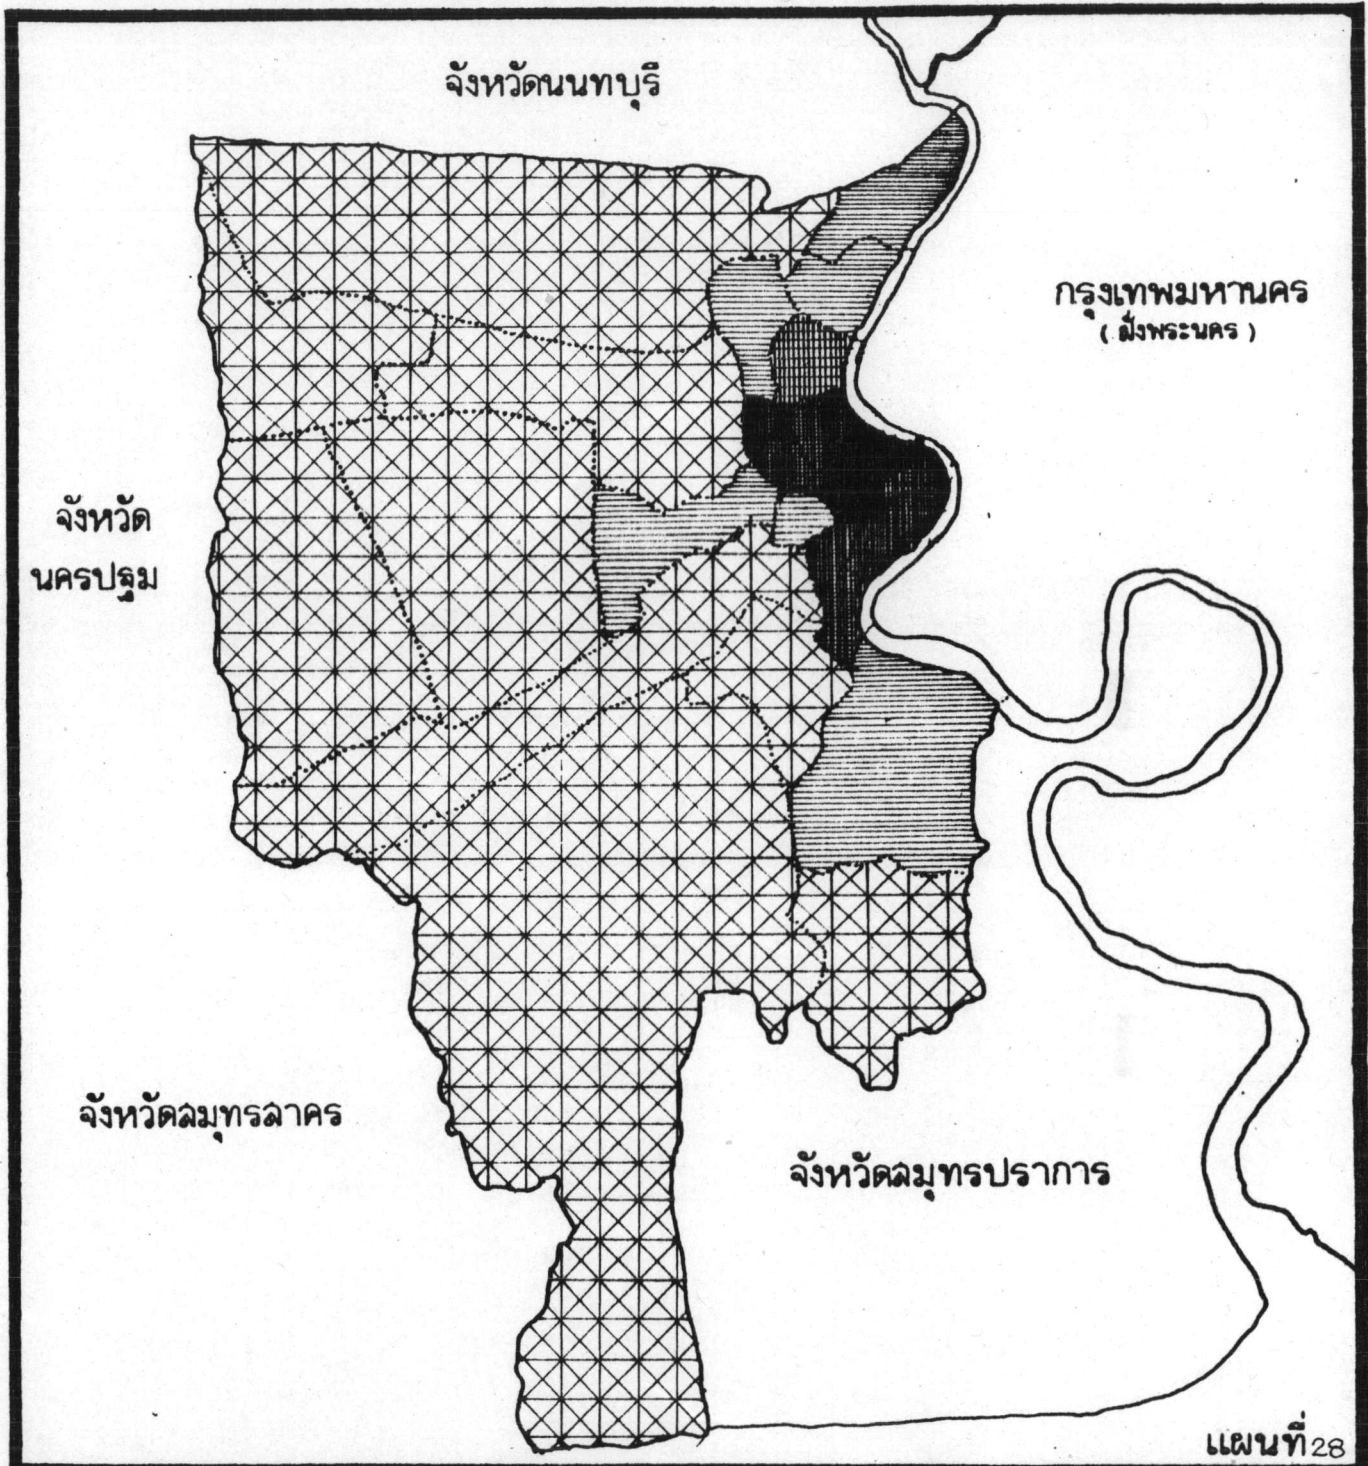 จังหวัดนนทบุรี
กรุงเทพมหานคร
( ฝั่งพระนคร )
จังหวัด
นครปฐม
จังหวัดสมุทรสาคร
จังหวัดสมุทรปราการ
แผนที่ 28